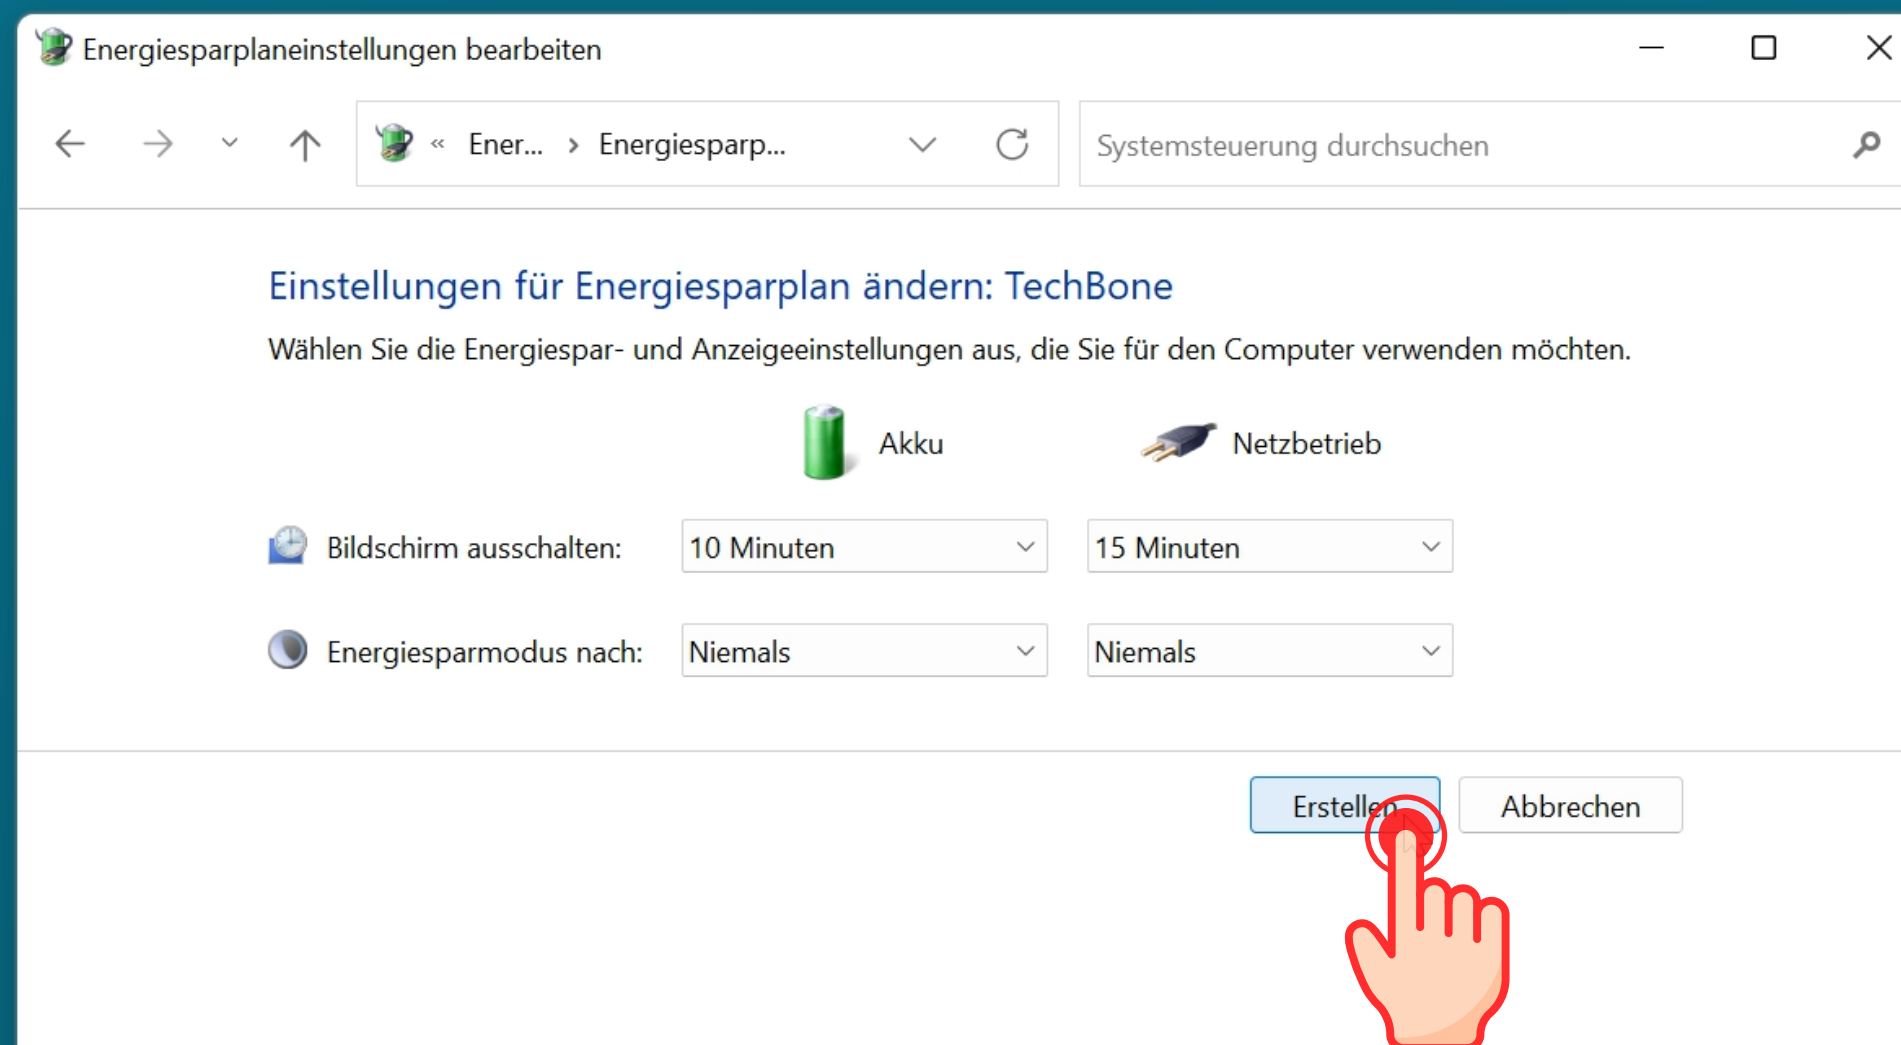 Energiesparplaneinstellungen bearbeiten
« Ener... › Energiesparp...
Systemsteuerung durchsuchen
Einstellungen für Energiesparplan ändern: TechBone
Wählen Sie die Energiespar- und Anzeigeeinstellungen aus, die Sie für den Computer verwenden möchten.
Akku Netzbetrieb
Bildschirm ausschalten: 10 Minuten 15 Minuten
Energiesparmodus nach: Niemals Niemals
Erstellen Abbrechen